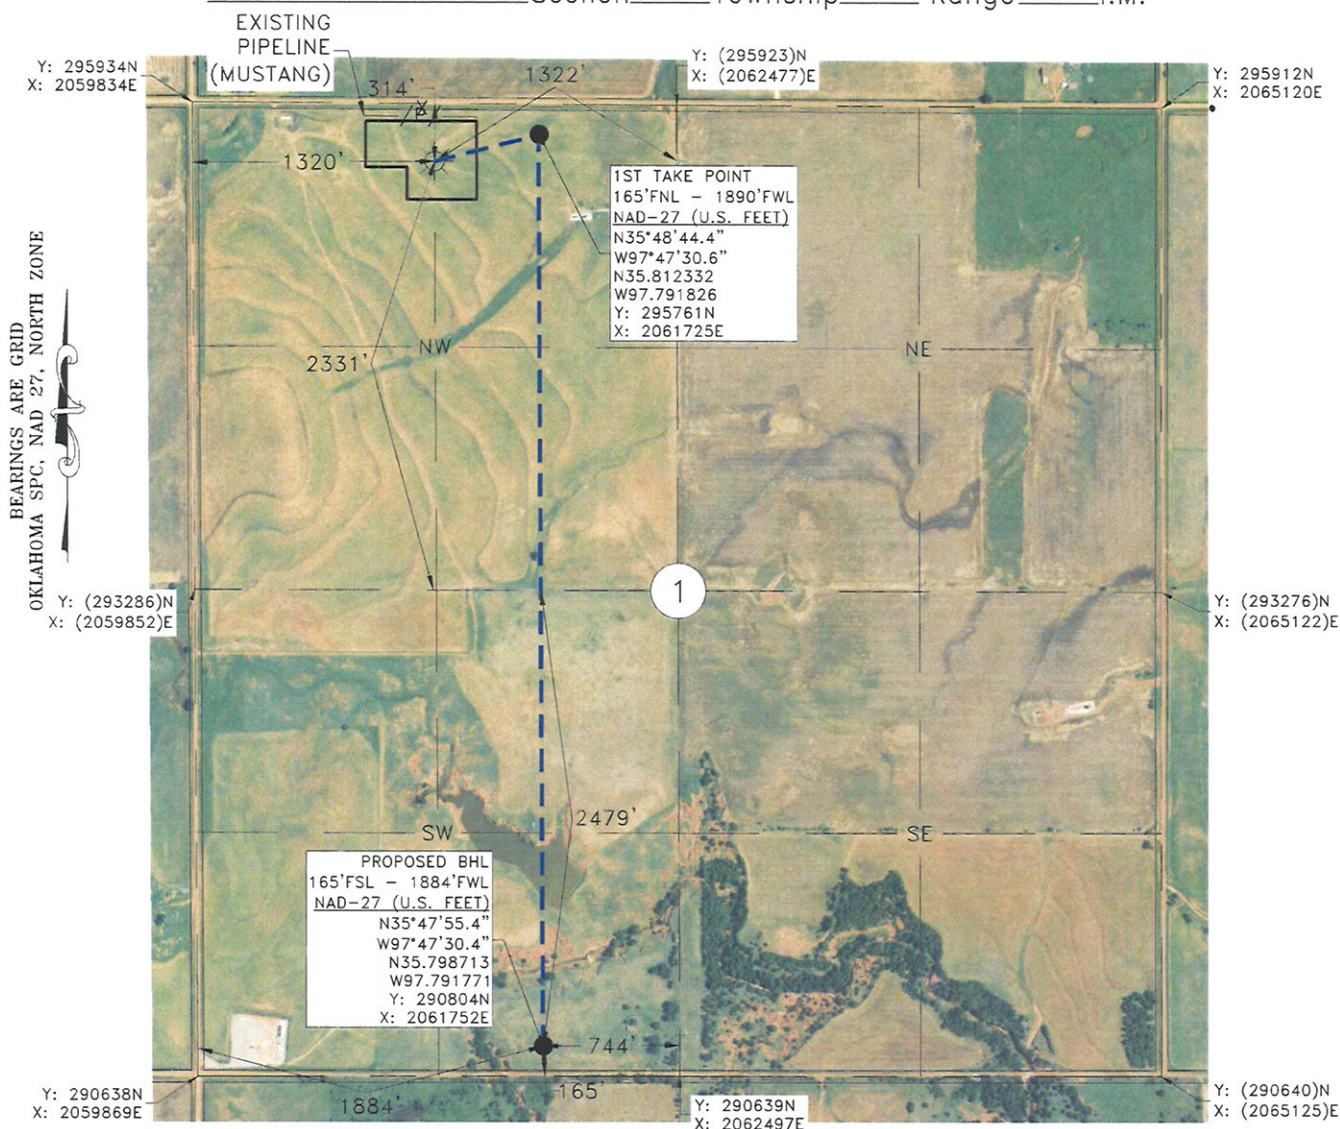 Section Township Range I.M.
EXISTING
PIPELINE
(MUSTANG)
Y: 295934N
X: 2059834E
Y: (295923)N
X: (2062477)E
Y: 295912N
X: 2065120E
314'
1322'
1320'
1ST TAKE POINT
165'FNL – 1890'FWL
NAD-27 (U.S. FEET)
N35°48'44.4"
W97°47'30.6"
N35.812332
W97.791826
Y: 295761N
X: 2061725E
BEARINGS ARE GRID
OKLAHOMA SPC, NAD 27, NORTH ZONE
NW
NE
2331'
1
Y: (293286)N
X: (2059852)E
Y: (293276)N
X: (2065122)E
2479'
SW
SE
PROPOSED BHL
165'FSL – 1884'FWL
NAD-27 (U.S. FEET)
N35°47'55.4"
W97°47'30.4"
N35.798713
W97.791771
Y: 290804N
X: 2061752E
744'
165'
1884'
Y: 290638N
X: 2059869E
Y: 290639N
X: 2062497E
Y: (290640)N
X: (2065125)E